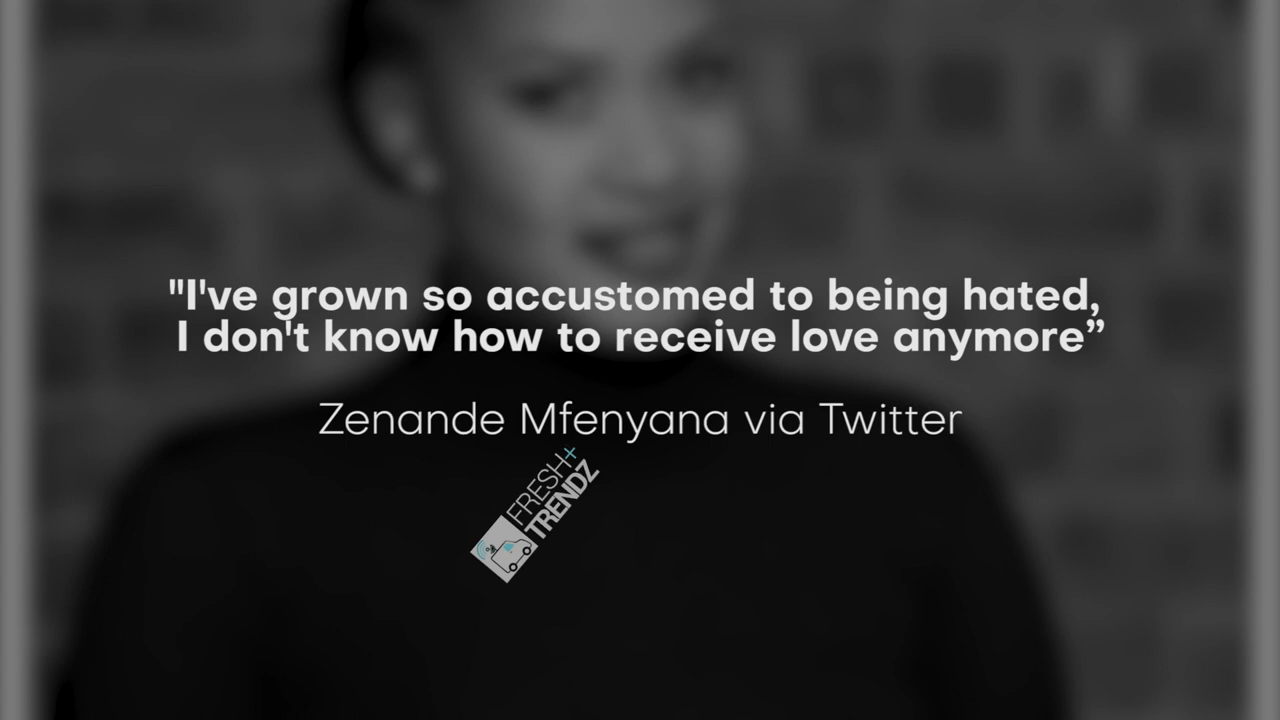 "I've grown so accustomed to being hated,
I don't know how to receive love anymore”
Zenande Mfenyana via Twitter
FRESH+
TRENDZ